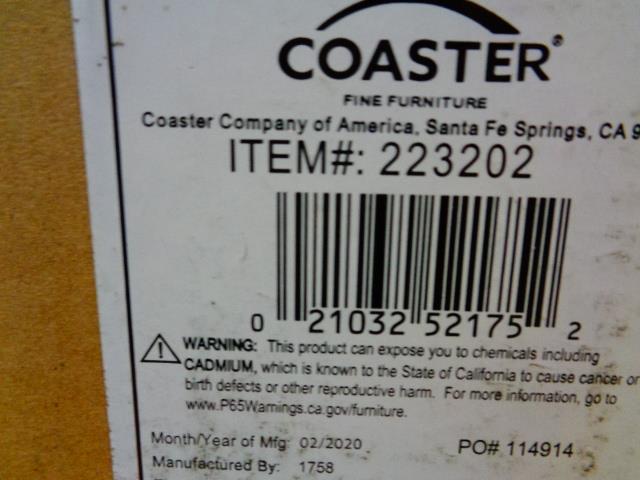 COASTER®
FINE FURNITURE
Coaster Company of America, Santa Fe Springs, CA 9
ITEM#: 223202
0 21032 52175 2
WARNING: This product can expose you to chemicals including
CADMIUM, which is known to the State of California to cause cancer or
birth defects or other reproductive harm. For more information, go to
www.P65Warnings.ca.gov/furniture.
Month/Year of Mfg: 02/2020 PO# 114914
Manufactured By: 1758